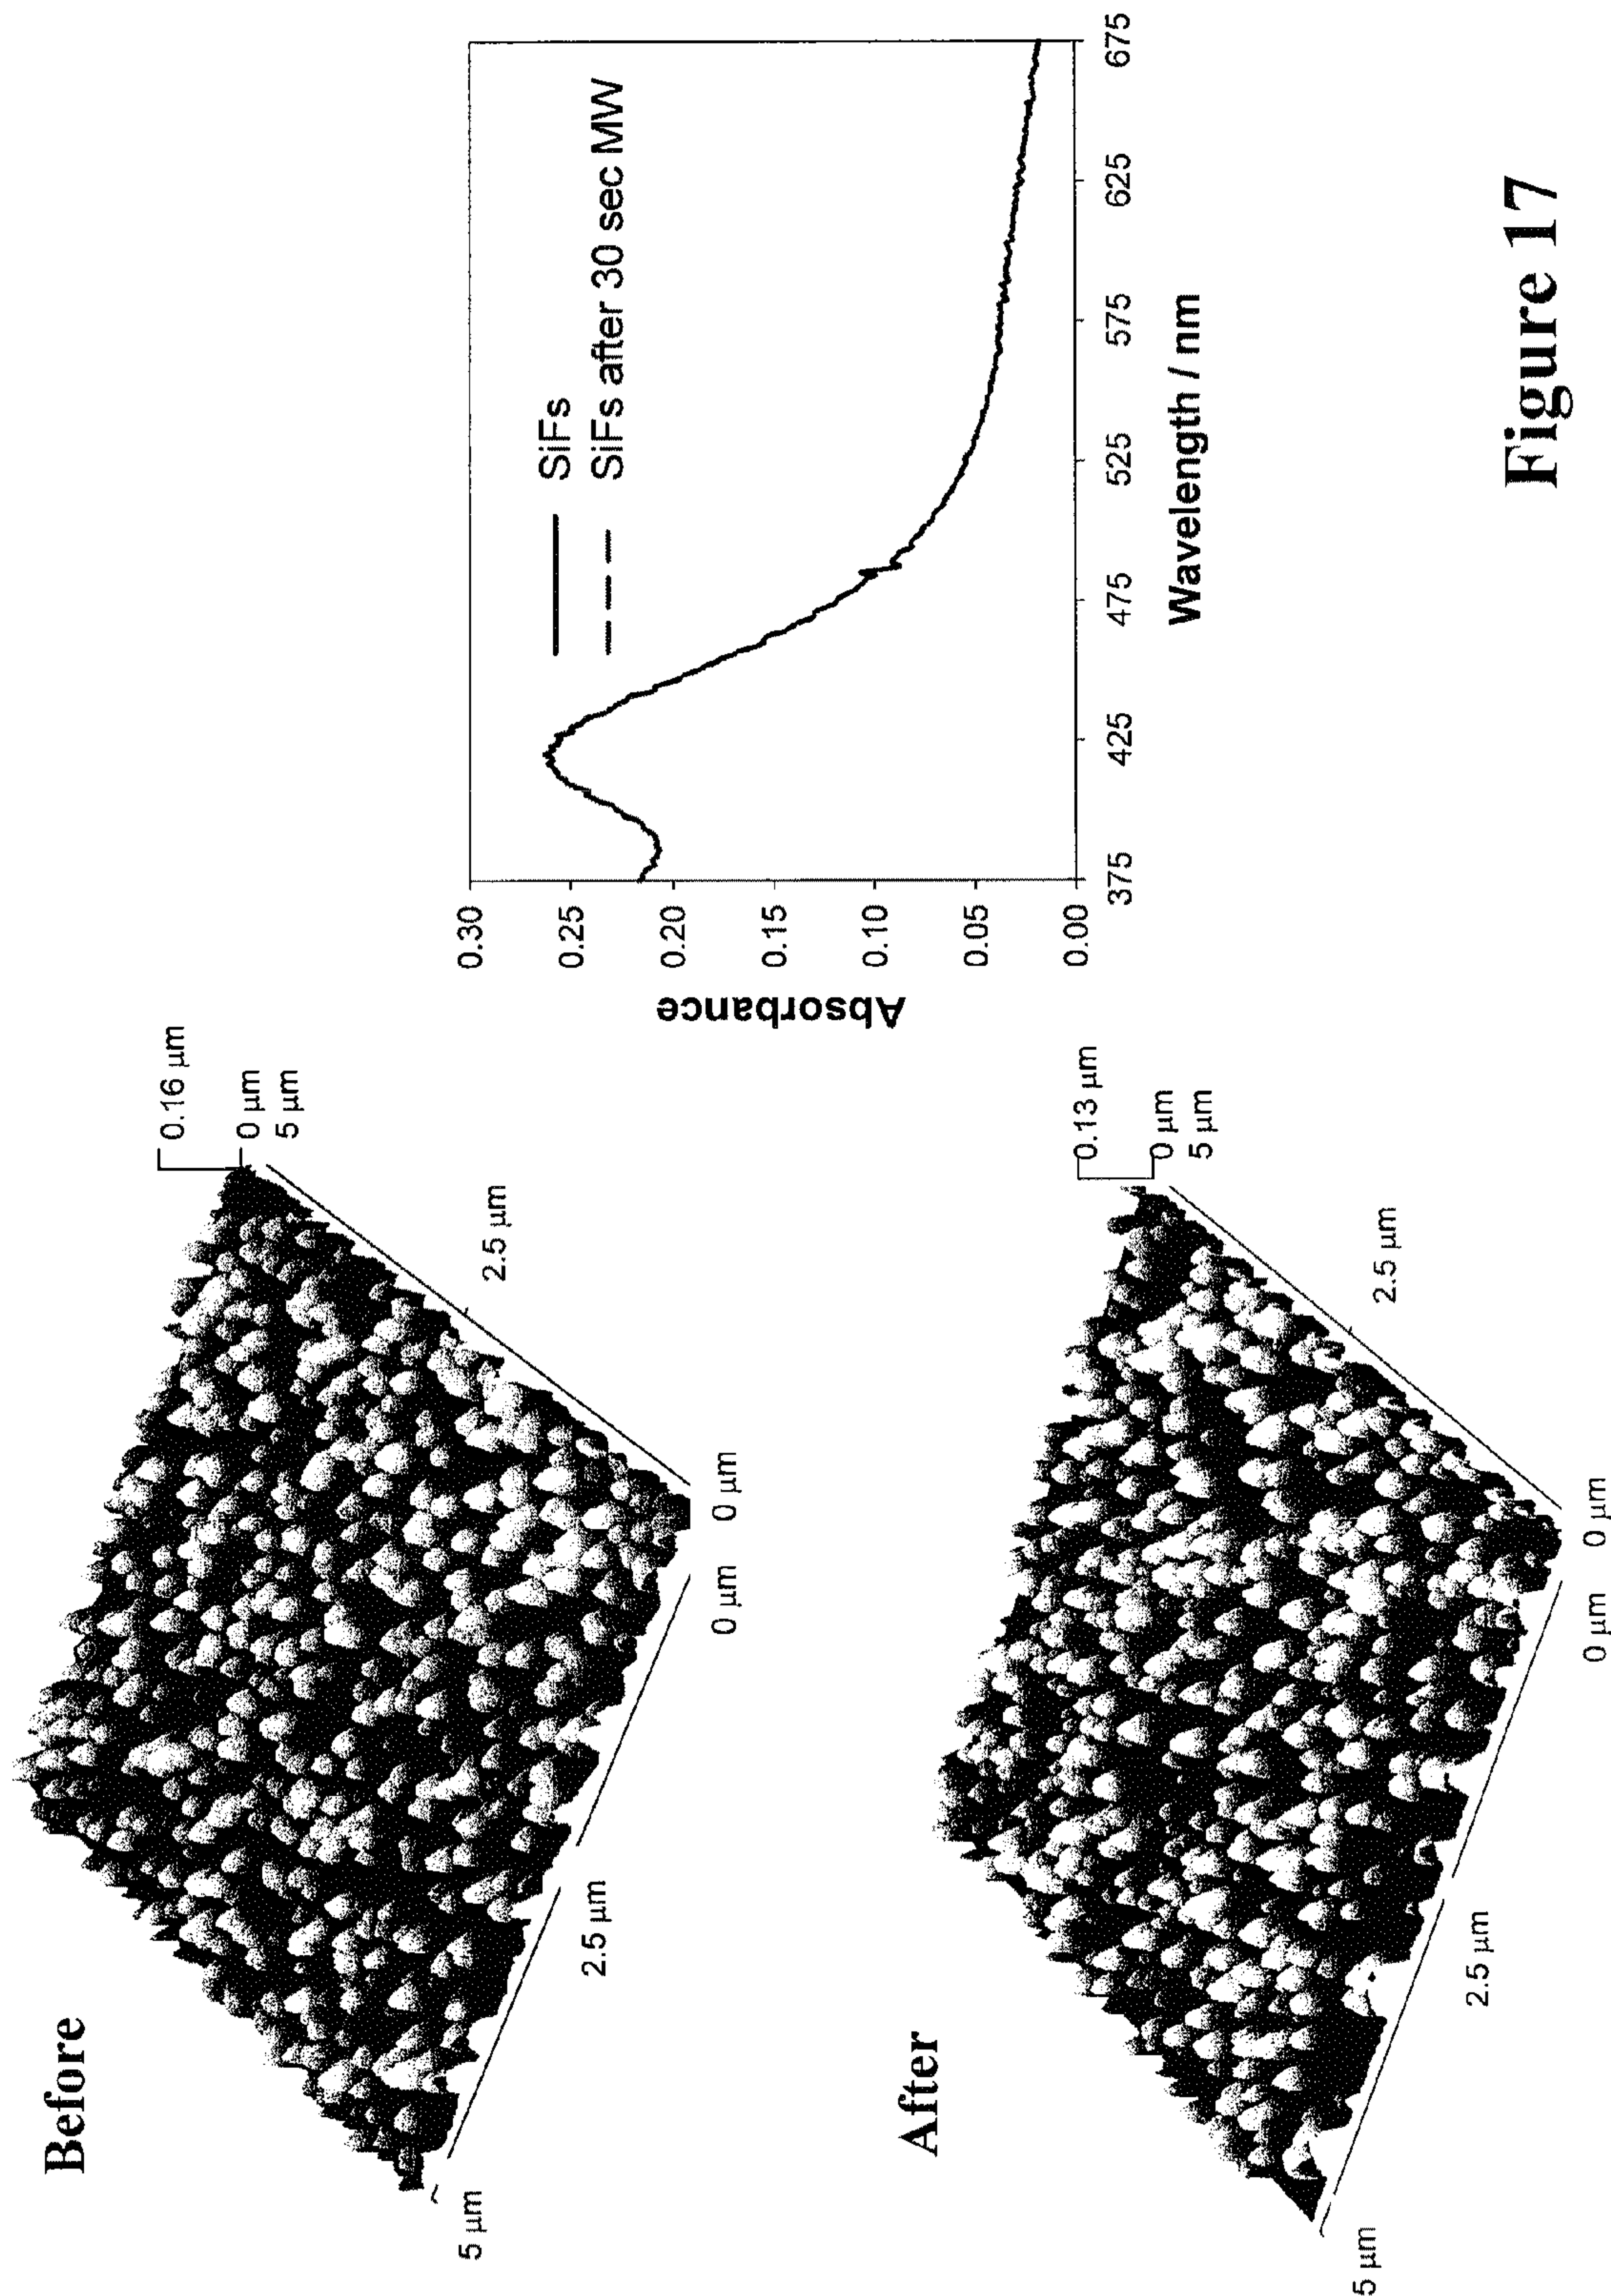 Before
0.16 μm
0 μm
5 μm
2.5 μm
0 μm
0 μm
2.5 μm
5 μm
After
0.13 μm
0 μm
5 μm
2.5 μm
0 μm
0 μm
2.5 μm
5 μm
Absorbance
0.30
0.25
0.20
0.15
0.10
0.05
0.00
SiFs
SiFs after 30 sec MW
375 425 475 525 575 625 675
Wavelength / nm
Figure 17